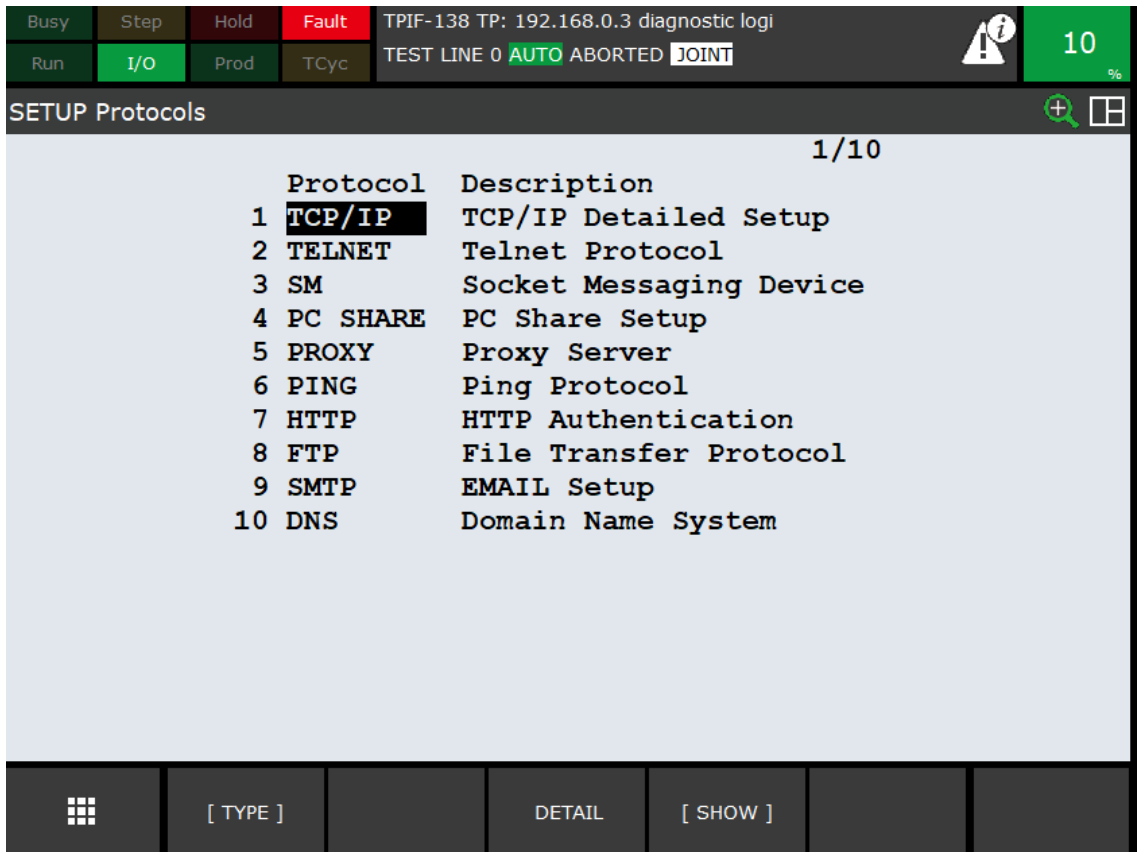 Busy Step Hold Fault TPIF-138 TP: 192.168.0.3 diagnostic logi
Run I/O Prod TCyc TEST LINE 0 AUTO ABORTED JOINT
10
%
SETUP Protocols
1/10
Protocol Description
1 TCP/IP TCP/IP Detailed Setup
2 TELNET Telnet Protocol
3 SM Socket Messaging Device
4 PC SHARE PC Share Setup
5 PROXY Proxy Server
6 PING Ping Protocol
7 HTTP HTTP Authentication
8 FTP File Transfer Protocol
9 SMTP EMAIL Setup
10 DNS Domain Name System
[ TYPE ] DETAIL [ SHOW ]